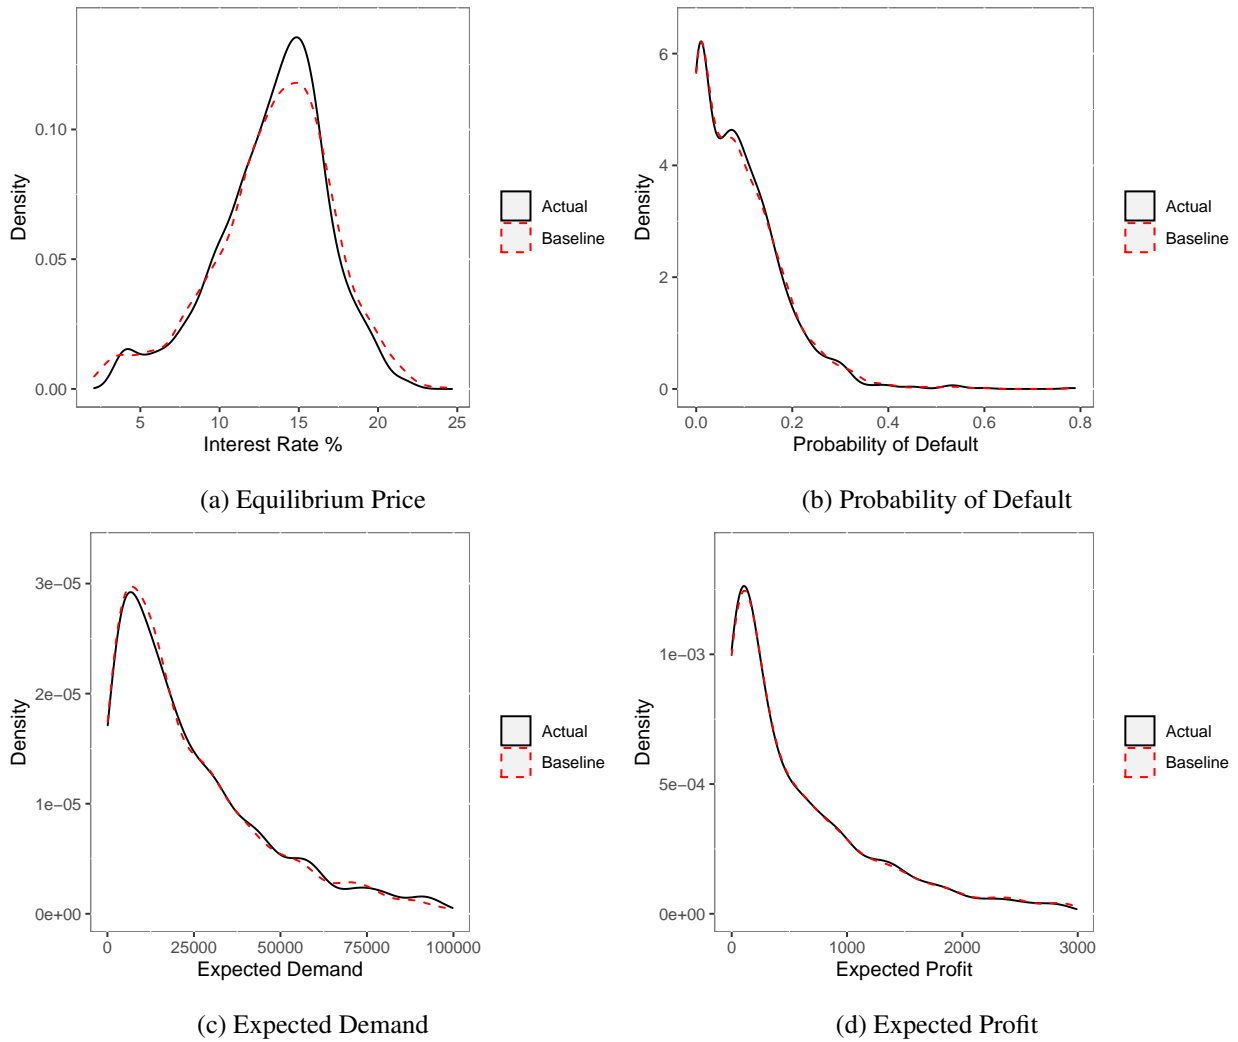 0.10
0.05
0.00
Density
5
10
15
20
25
Interest Rate %
Actual
Baseline
(a) Equilibrium Price
6
4
2
0
Density
0.0
0.2
0.4
0.6
0.8
Probability of Default
Actual
Baseline
(b) Probability of Default
3e−05
2e−05
1e−05
0e+00
Density
0
25000
50000
75000
100000
Expected Demand
Actual
Baseline
(c) Expected Demand
1e−03
5e−04
0e+00
Density
0
1000
2000
3000
Expected Profit
Actual
Baseline
(d) Expected Profit